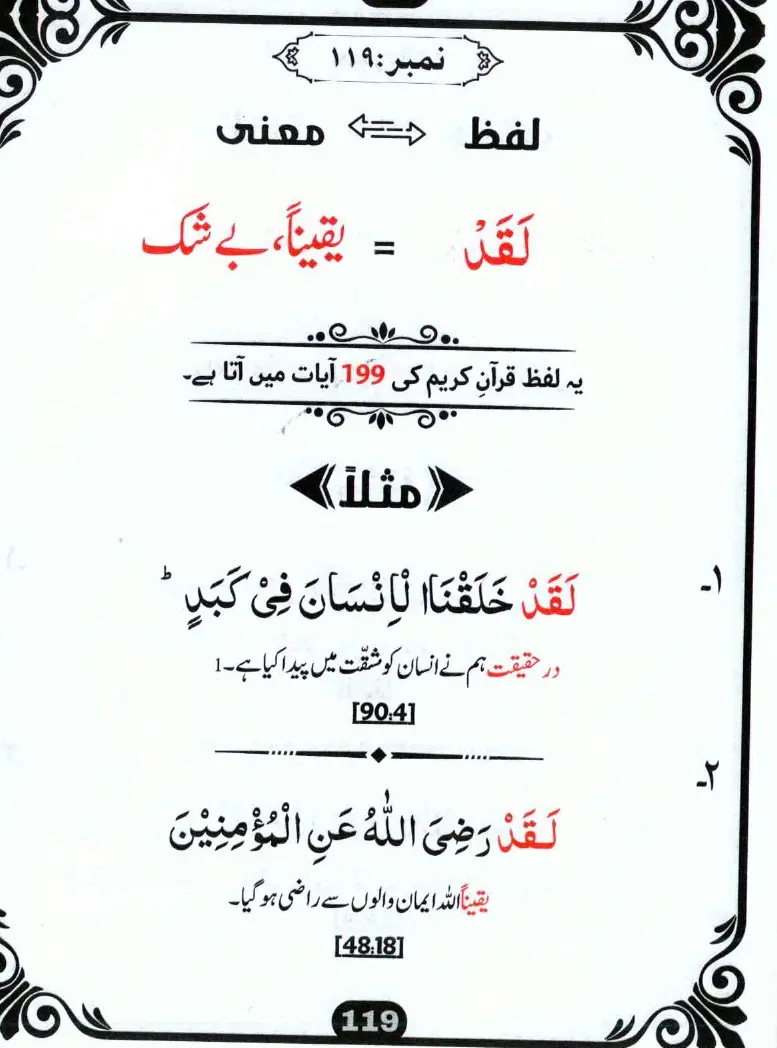 نمبر:۱۱۹
لفظ ⇐⇒ معنی
لَقَدْ = یقیناً، بے شک
یہ لفظ قرآنِ کریم کی 199 آیات میں آتا ہے۔
مثلاً
۱۔
لَقَدْ خَلَقْنَا الْاِنْسَانَ فِیْ كَبَدٍ ؕ
در حقیقت ہم نے انسان کو مشقّت میں پیدا کیا ہے۔1
[90:4]
۲۔
لَقَدْ رَضِیَ اللّٰهُ عَنِ الْمُؤْمِنِیْنَ
یقیناً اللہ ایمان والوں سے راضی ہو گیا۔
[48:18]
119